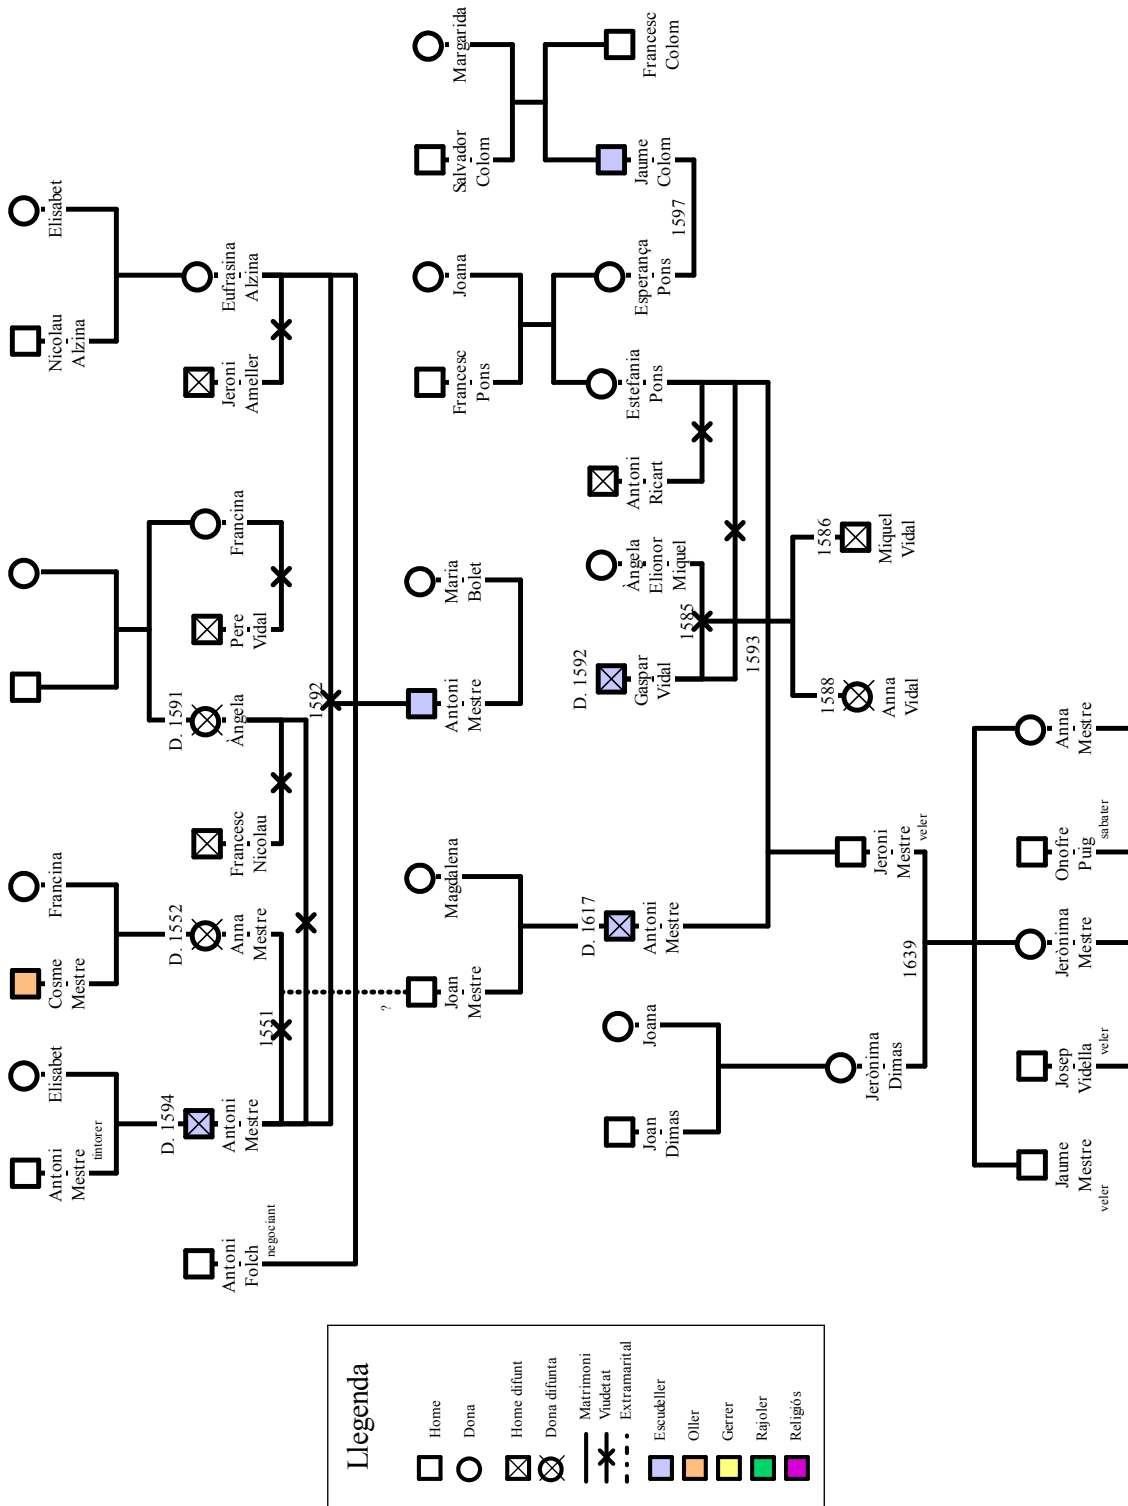 Elisabet
Nicolau
Alzina
Eufrasina
Alzina
Jeroni
Ameller
Francina
Pere
Vidal
D. 1591
Àngela
Francesc
Nicolau
Francina
Cosme
Mestre
D. 1552
Anna
Mestre
Elisabet
Antoni
Mestre
tintorer
D. 1594
Antoni
Mestre
1551
1592
Antoni
Folch
negociant
Margarida
Salvador
Colom
Francesc
Colom
Jaume
Colom
1597
Joana
Francesc
Pons
Esperança
Pons
Estefania
Pons
Antoni
Ricart
Maria
Bolet
Antoni
Mestre
Àngela
Elionor
Miquel
D. 1592
Gaspar
Vidal
1585
1593
1586
Miquel
Vidal
1588
Anna
Vidal
Magdalena
Joan
Mestre
?
D. 1617
Antoni
Mestre
Jeroni
Mestre
veler
Joana
Joan
Dimas
Jerònima
Dimas
1639
Anna
Mestre
Onofre
Puig
sabater
Jerònima
Mestre
Josep
Vidella
veler
Jaume
Mestre
veler
Llegenda
Home
Dona
Home difunt
Dona difunta
Matrimoni
Viudetat
Extramarital
Escudeller
Oller
Gerrer
Rajoler
Religiós